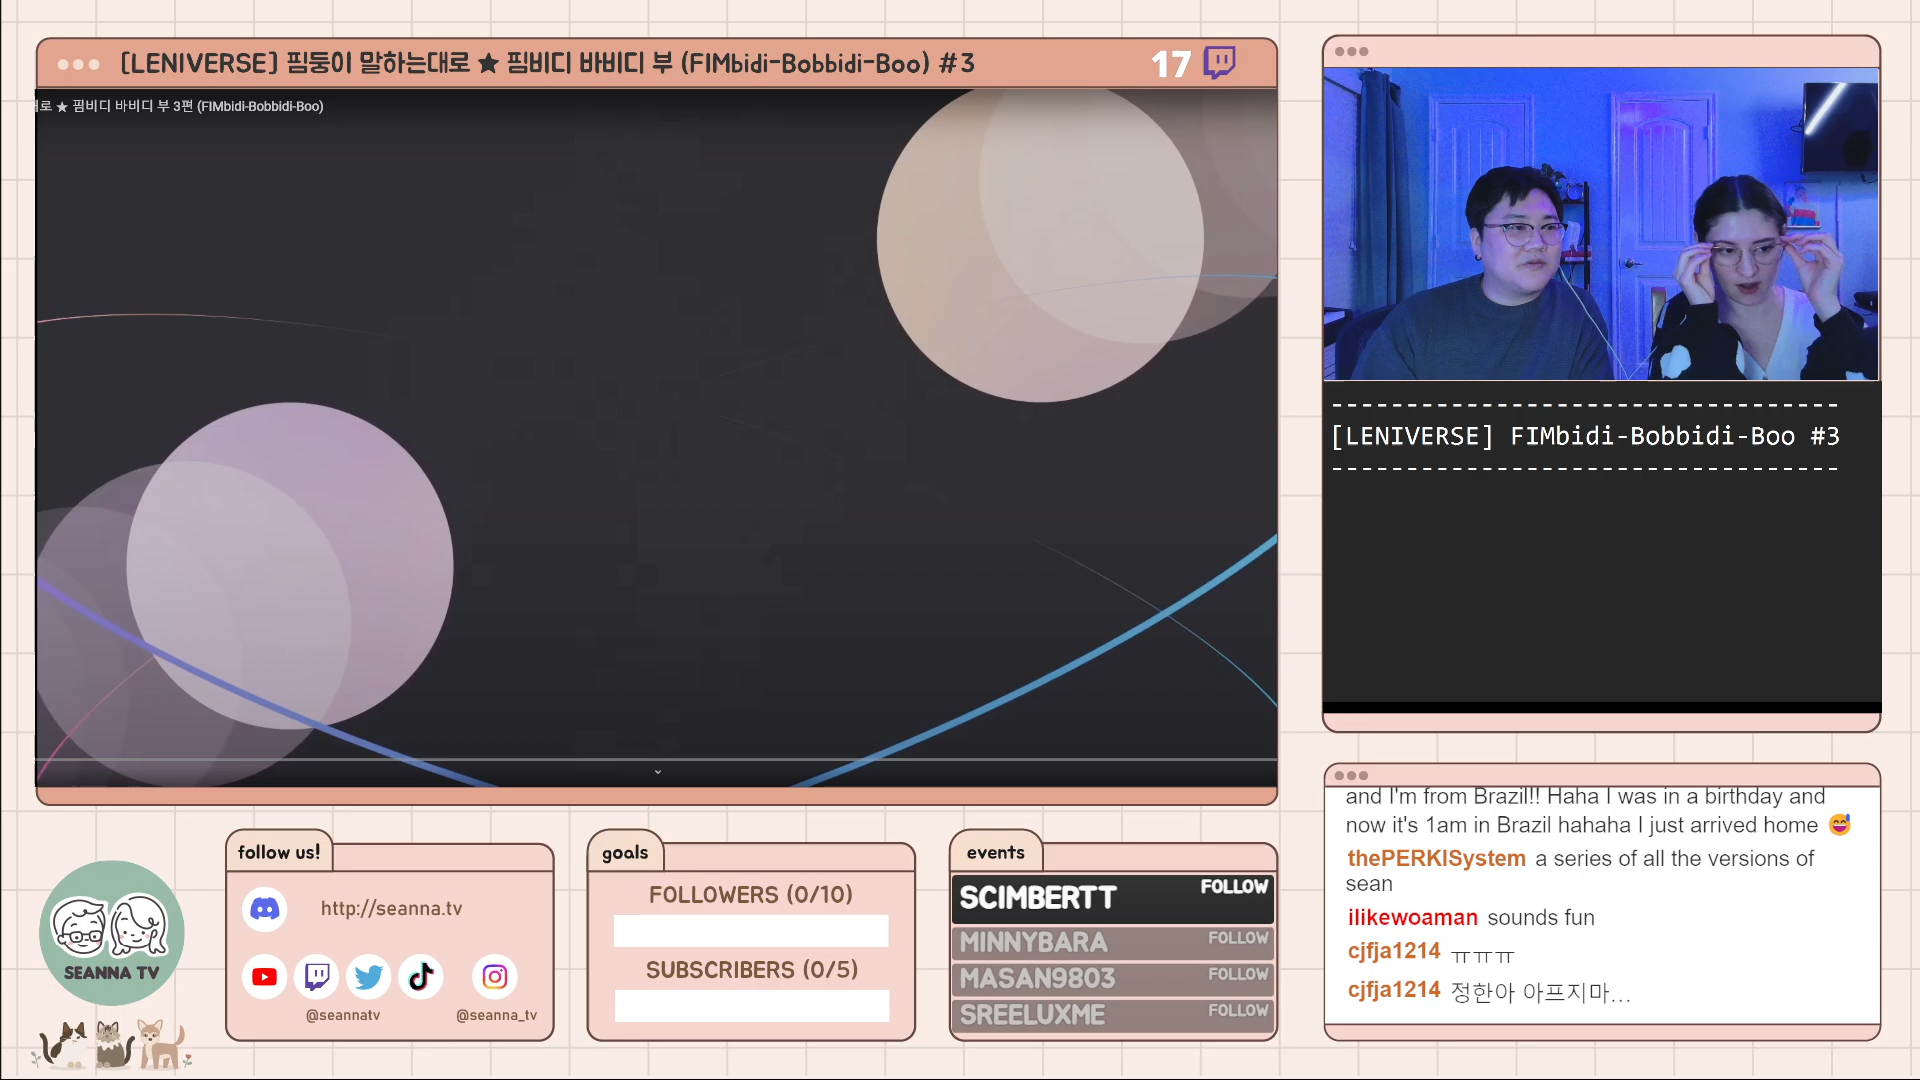 [LENIVERSE] 핌둥이 말하는대로 ★ 핌비디 바비디 부 (FIMbidi-Bobbidi-Boo) #3
17
로 ★ 핌비디 바비디 부 3편 (FIMbidi-Bobbidi-Boo)
--------------------------------
[LENIVERSE] FIMbidi-Bobbidi-Boo #3
--------------------------------
and I'm from Brazil!! Haha I was in a birthday and
now it's 1am in Brazil hahaha I just arrived home 😅
thePERKISystem a series of all the versions of
sean
ilikewoaman sounds fun
cjfja1214 ㅠㅠㅠ
cjfja1214 정한아 아프지마...
SEANNA TV
follow us!
http://seanna.tv
@seannatv
@seanna_tv
goals
FOLLOWERS (0/10)
SUBSCRIBERS (0/5)
events
SCIMBERTT FOLLOW
MINNYBARA FOLLOW
MASAN9803 FOLLOW
SREELUXME FOLLOW